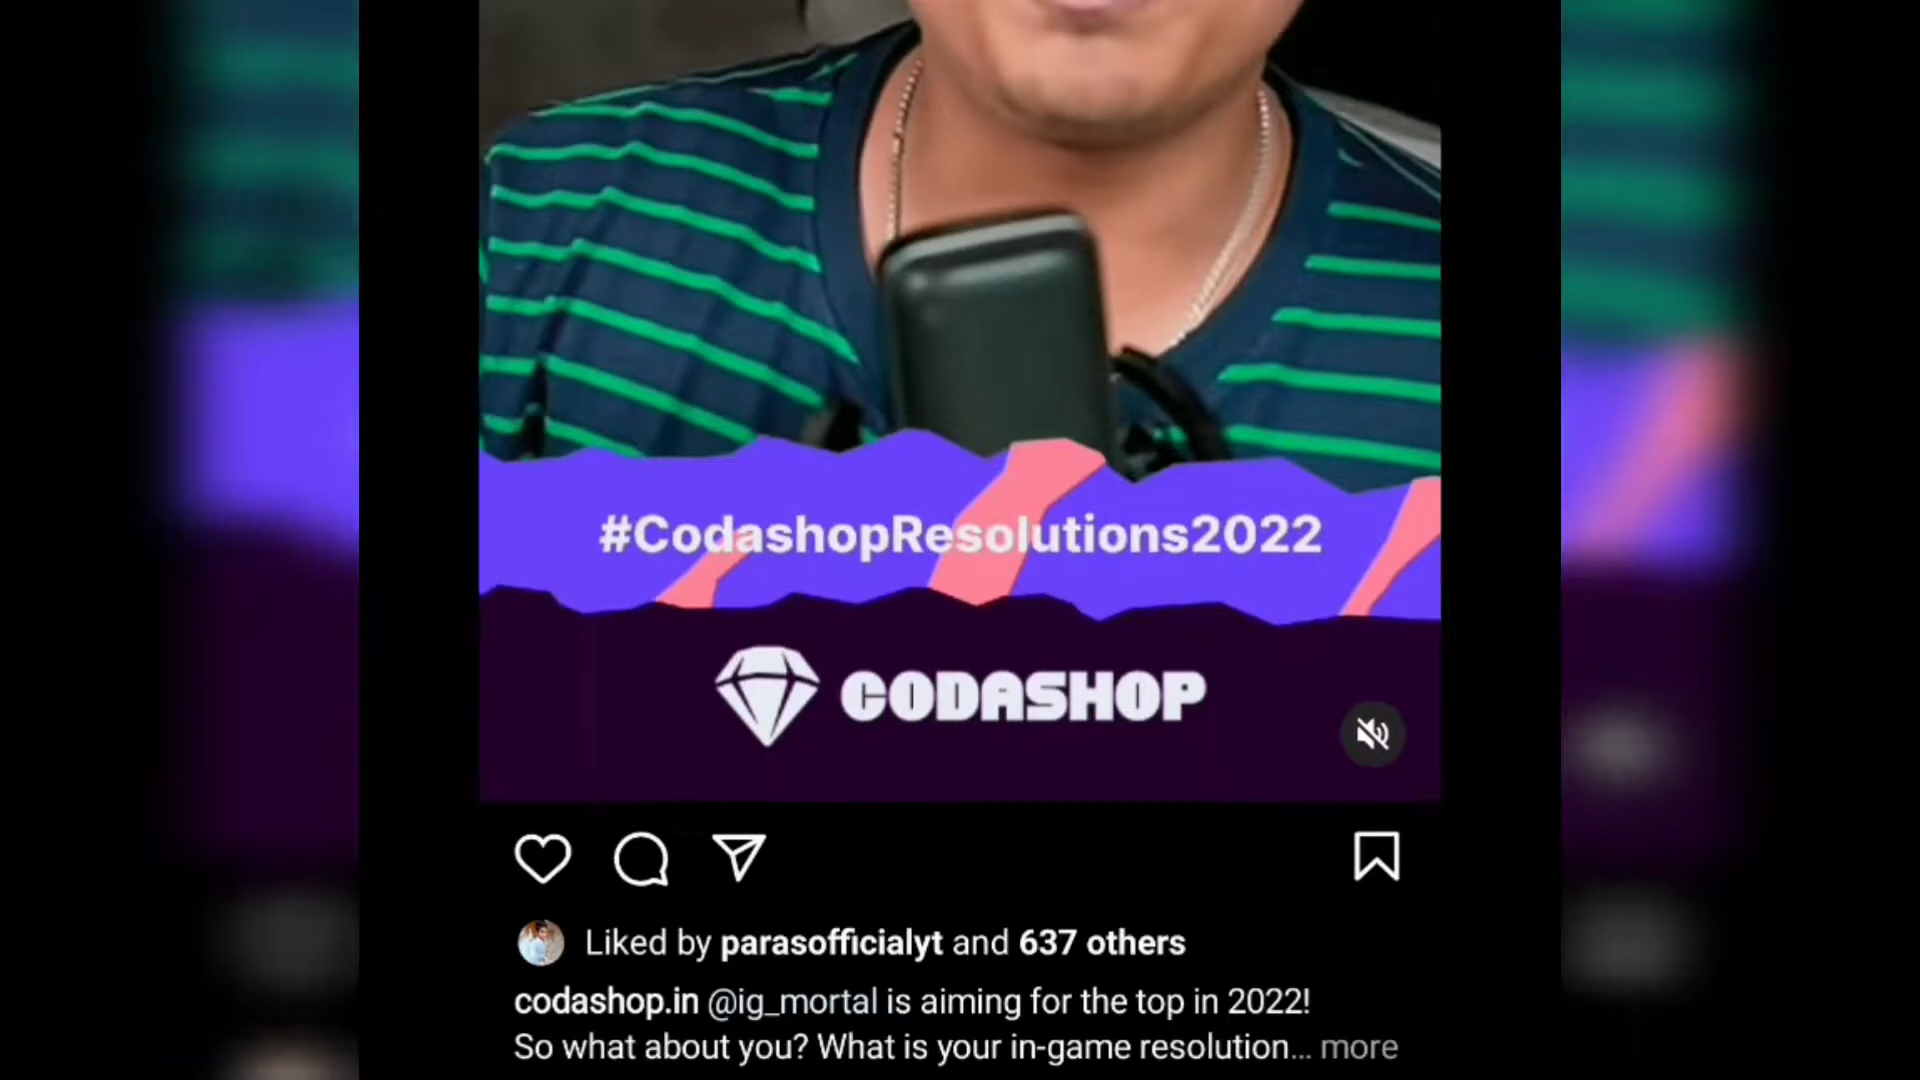 #CodashopResolutions2022
CODASHOP
Liked by parasofficialyt and 637 others
codashop.in @ig_mortal is aiming for the top in 2022!
So what about you? What is your in-game resolution... more